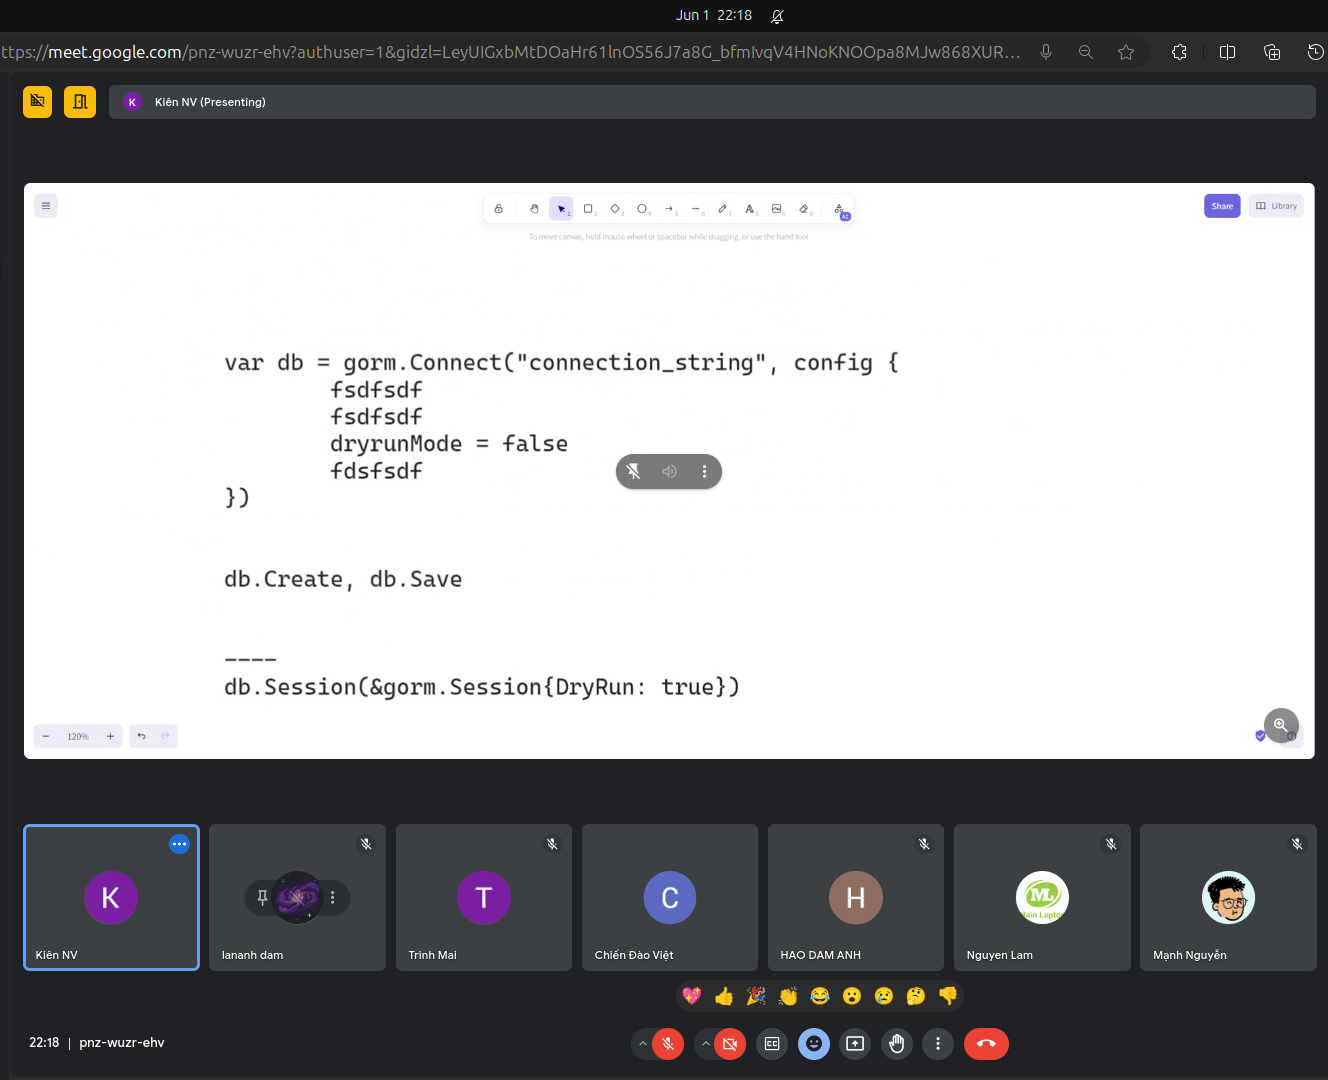 Jun 1 22:18
ttps://meet.google.com/pnz-wuzr-ehv?authuser=1&gidzl=LeyUIGxbMtDOaHr61lnOS56J7a8G_bfmIvqV4HNoKNOOpa8MJw868XUR...
K Kiên NV (Presenting)
Share
Library
To move canvas, hold mouse wheel or spacebar while dragging, or use the hand tool
var db = gorm.Connect("connection_string", config {
fsdfsdf
fsdfsdf
dryrunMode = false
fdsfsdf
})
db.Create, db.Save
----
db.Session(&gorm.Session{DryRun: true})
− 120% +
K
T
C
H
Kiên NV
lananh dam
Trinh Mai
Chiến Đào Việt
HAO DAM ANH
Nguyen Lam
Mạnh Nguyễn
22:18 | pnz-wuzr-ehv